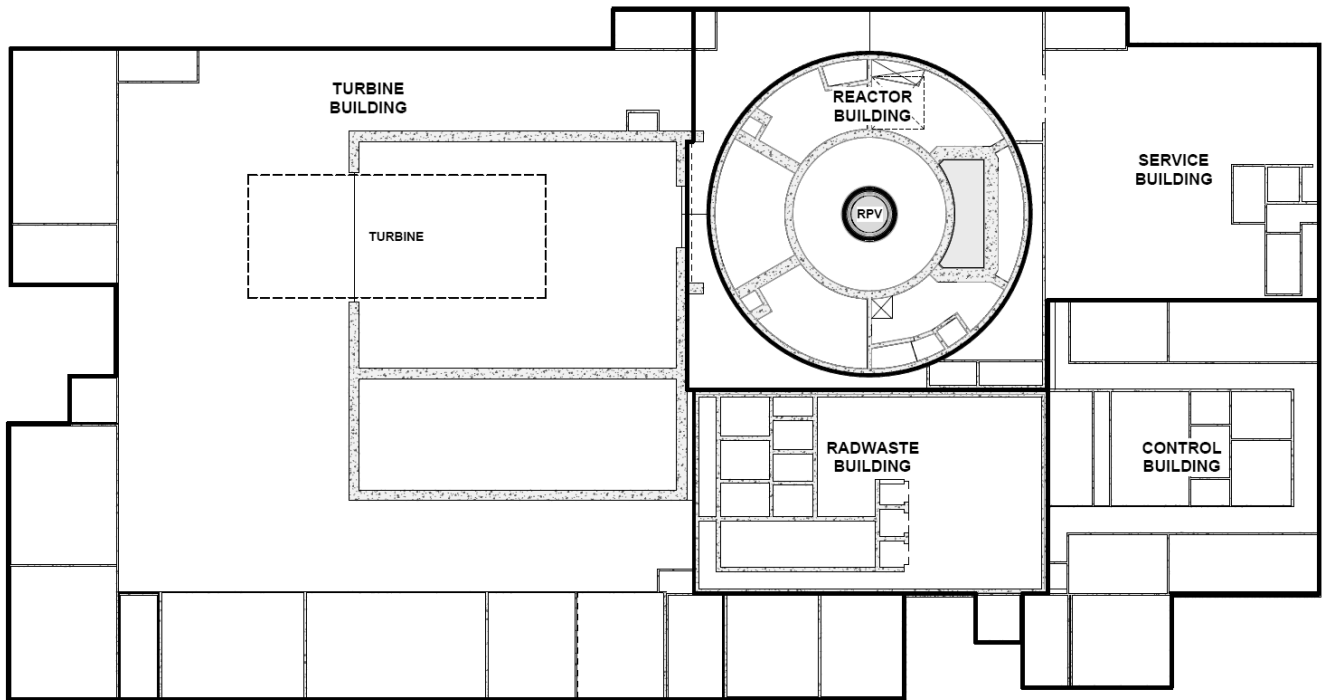 TURBINE
BUILDING
REACTOR
BUILDING
SERVICE
BUILDING
RPV
TURBINE
RADWASTE
BUILDING
CONTROL
BUILDING